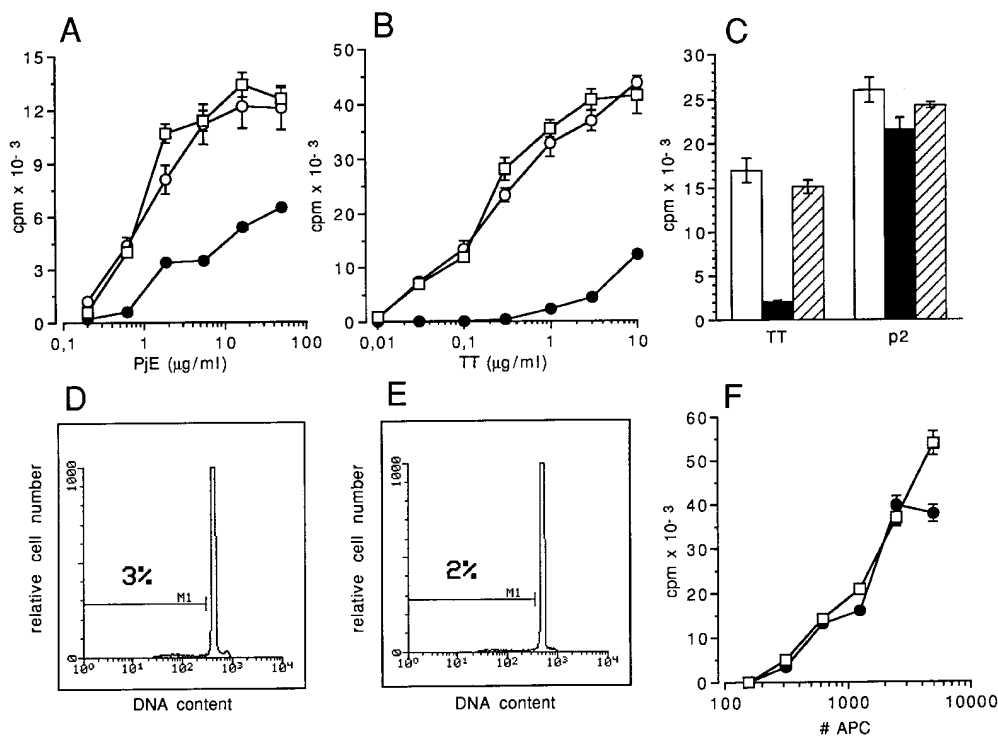 A
B
C
cpm x 10-3
15
12
9
6
3
0
0,1
1
10
100
PjE (µg/ml)
cpm x 10-3
50
40
30
20
10
0
0,01
0,1
1
10
TT (µg/ml)
cpm x 10-3
30
25
20
15
10
5
0
TT
p2
D
E
F
relative cell number
1000
0
3%
M1
10⁰
10¹
10²
10³
10⁴
DNA content
relative cell number
1000
0
2%
M1
10⁰
10¹
10²
10³
10⁴
DNA content
cpm x 10-3
60
50
40
30
20
10
0
100
1000
10000
# APC